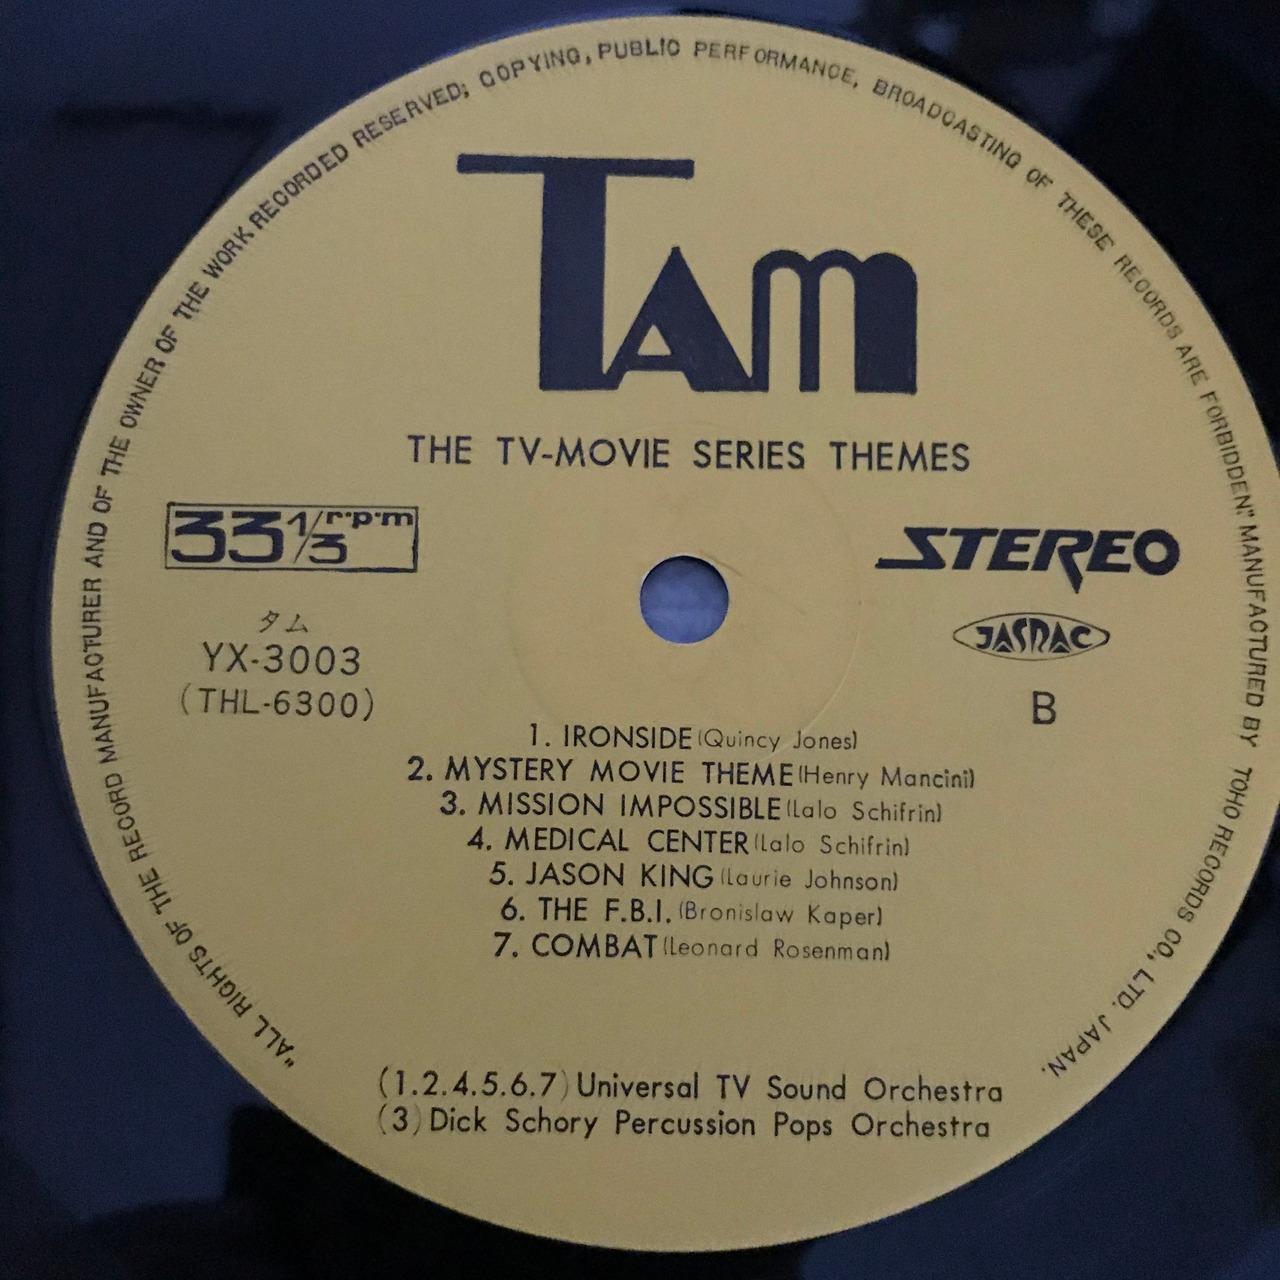 "ALL RIGHTS OF THE RECORD MANUFACTURER AND OF THE OWNER OF THE WORK RECORDED RESERVED; COPYING, PUBLIC PERFORMANCE, BROADCASTING OF THESE RECORDS ARE FORBIDDEN." MANUFACTURED BY TOHO RECORDS CO., LTD. JAPAN.
TAM
THE TV-MOVIE SERIES THEMES
33 1/3 r·p·m
STEREO
タム
YX-3003
(THL-6300)
JASRAC
B
1. IRONSIDE (Quincy Jones)
2. MYSTERY MOVIE THEME (Henry Mancini)
3. MISSION IMPOSSIBLE (Lalo Schifrin)
4. MEDICAL CENTER (Lalo Schifrin)
5. JASON KING (Laurie Johnson)
6. THE F.B.I. (Bronislaw Kaper)
7. COMBAT (Leonard Rosenman)
(1.2.4.5.6.7) Universal TV Sound Orchestra
(3) Dick Schory Percussion Pops Orchestra